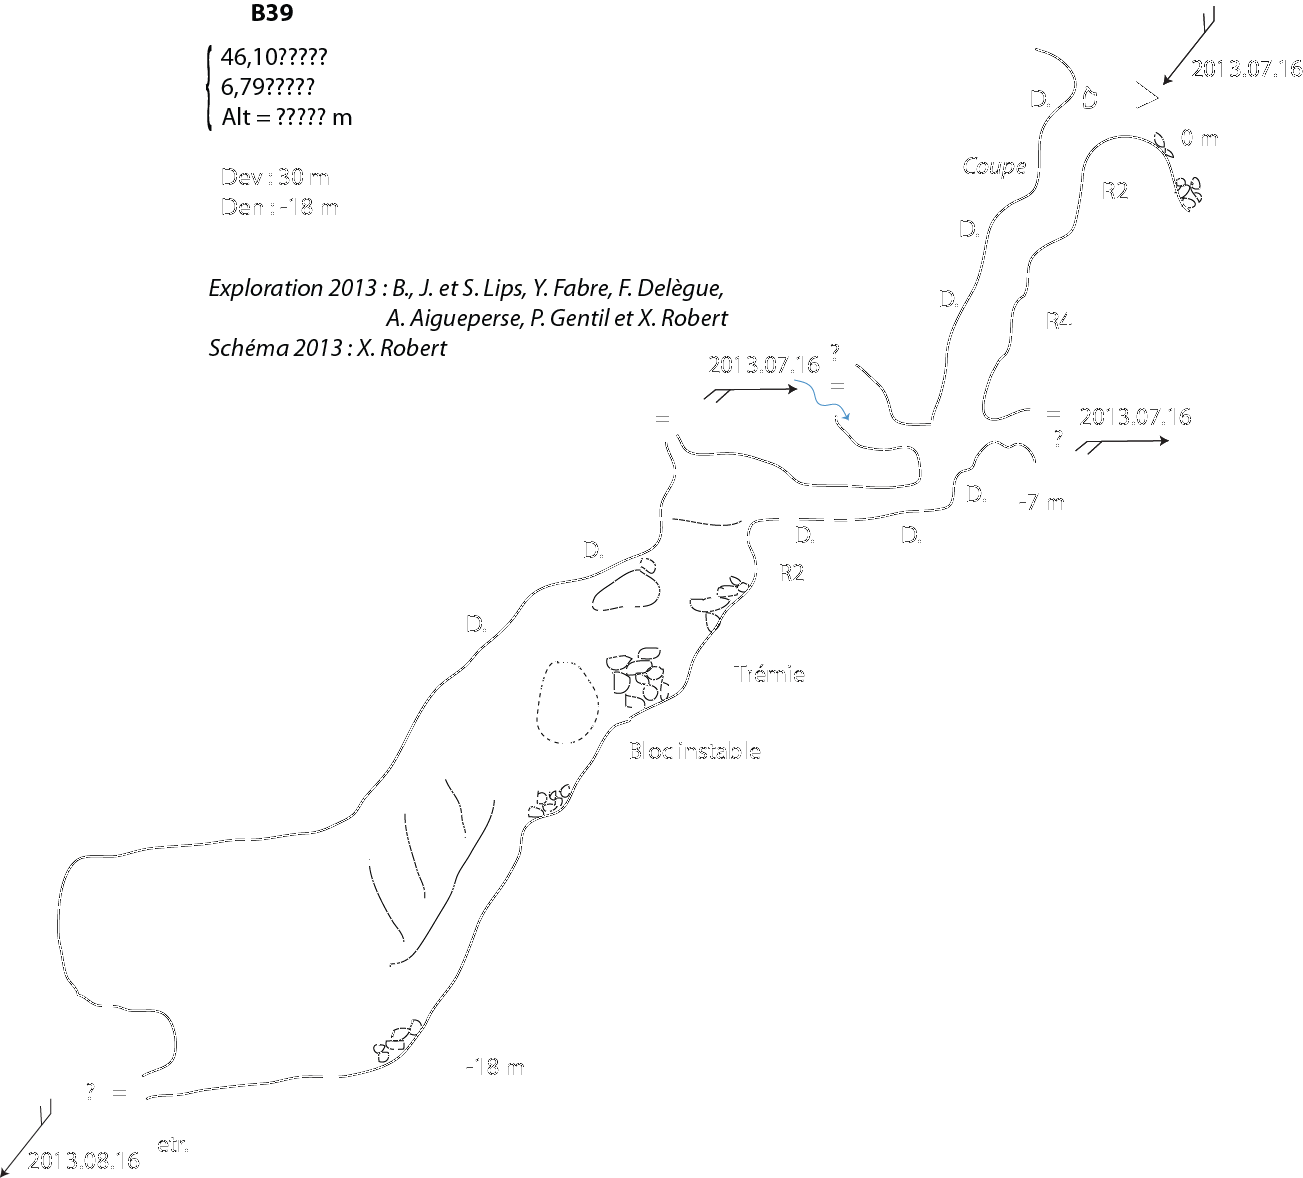 B39
46,10?????
6,79?????
Alt = ????? m
Dev : 30 m
Den : -18 m
Exploration 2013 : B., J. et S. Lips, Y. Fabre, F. Delègue,
A. Aigueperse, P. Gentil et X. Robert
Schéma 2013 : X. Robert
2013.07.16
D.
0 m
Coupe
R2
D.
D.
R4
?
2013.07.16
=
=
=
2013.07.16
?
D.
-7 m
D.
D.
D.
R2
D.
Trémie
Bloc instable
-18 m
? =
etr.
2013.08.16